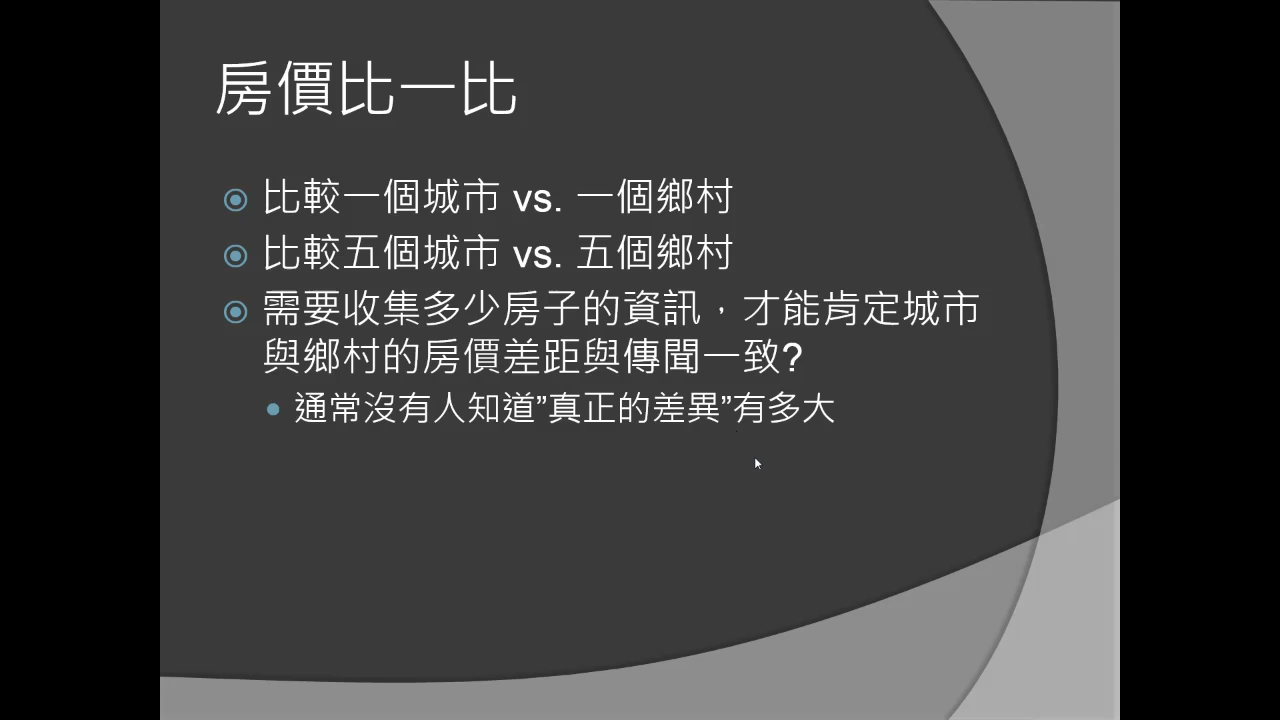 房價比一比
比較一個城市 vs. 一個鄉村
比較五個城市 vs. 五個鄉村
需要收集多少房子的資訊，才能肯定城市
與鄉村的房價差距與傳聞一致?
通常沒有人知道”真正的差異”有多大